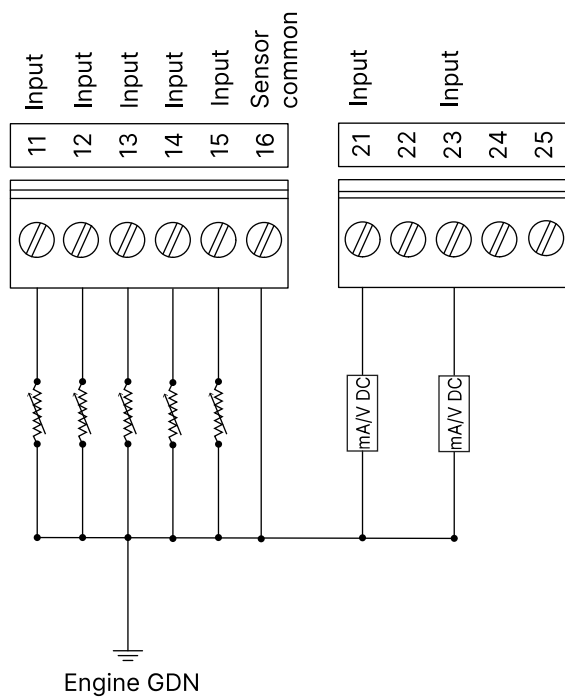 Input
Input
Input
Input
Input
Sensor
common
Input
Input
11
12
13
14
15
16
21
22
23
24
25
mA/V DC
mA/V DC
Engine GDN